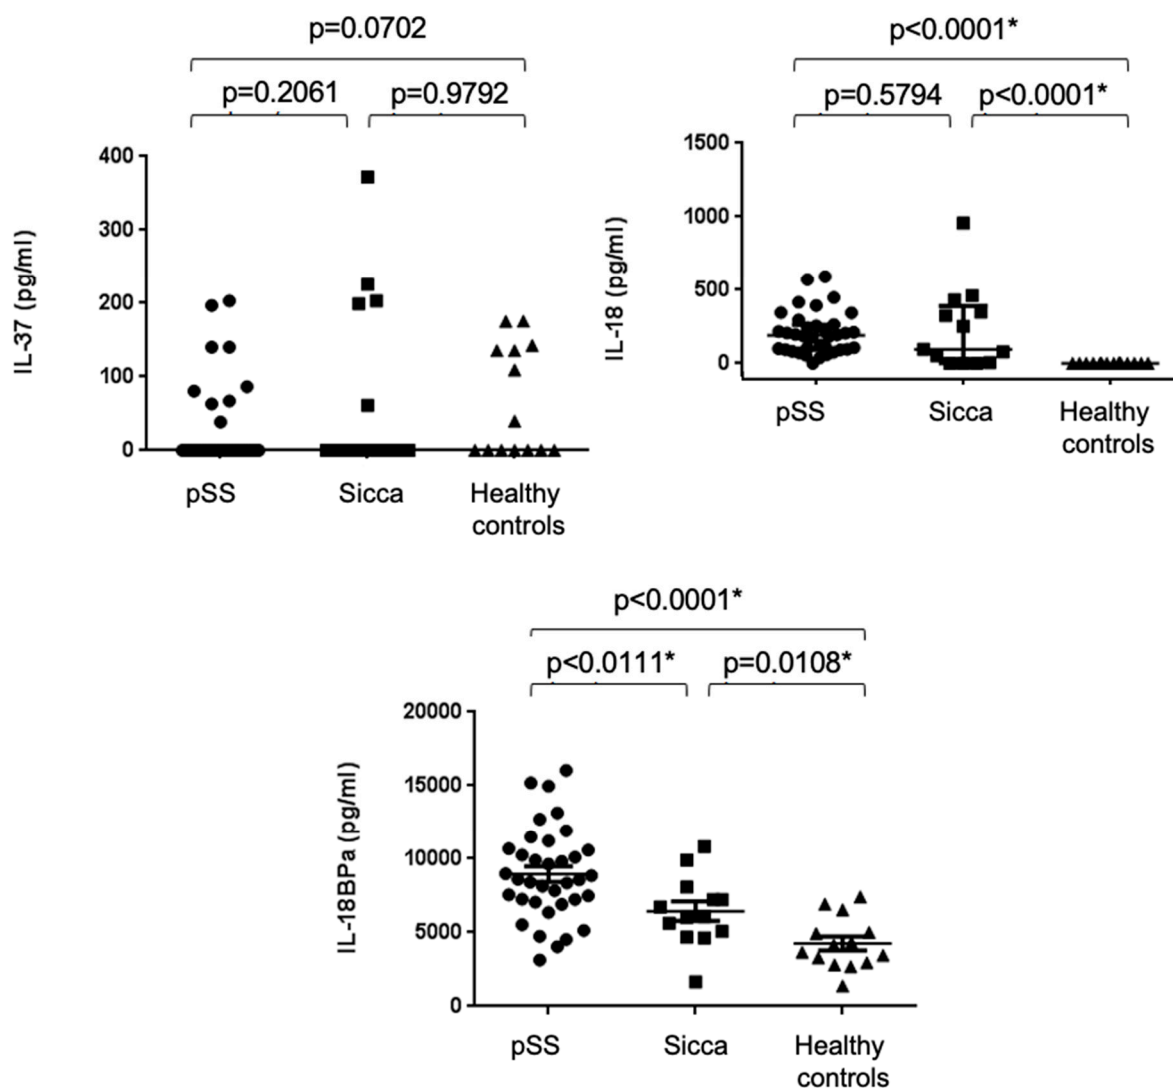 p=0.0702
p=0.2061 p=0.9792
400
300
200
100
0
IL-37 (pg/ml)
pSS Sicca Healthy
controls
p<0.0001*
p=0.5794 p<0.0001*
1500
1000
500
0
IL-18 (pg/ml)
pSS Sicca Healthy
controls
p<0.0001*
p<0.0111* p=0.0108*
20000
15000
10000
5000
0
IL-18BPa (pg/ml)
pSS Sicca Healthy
controls